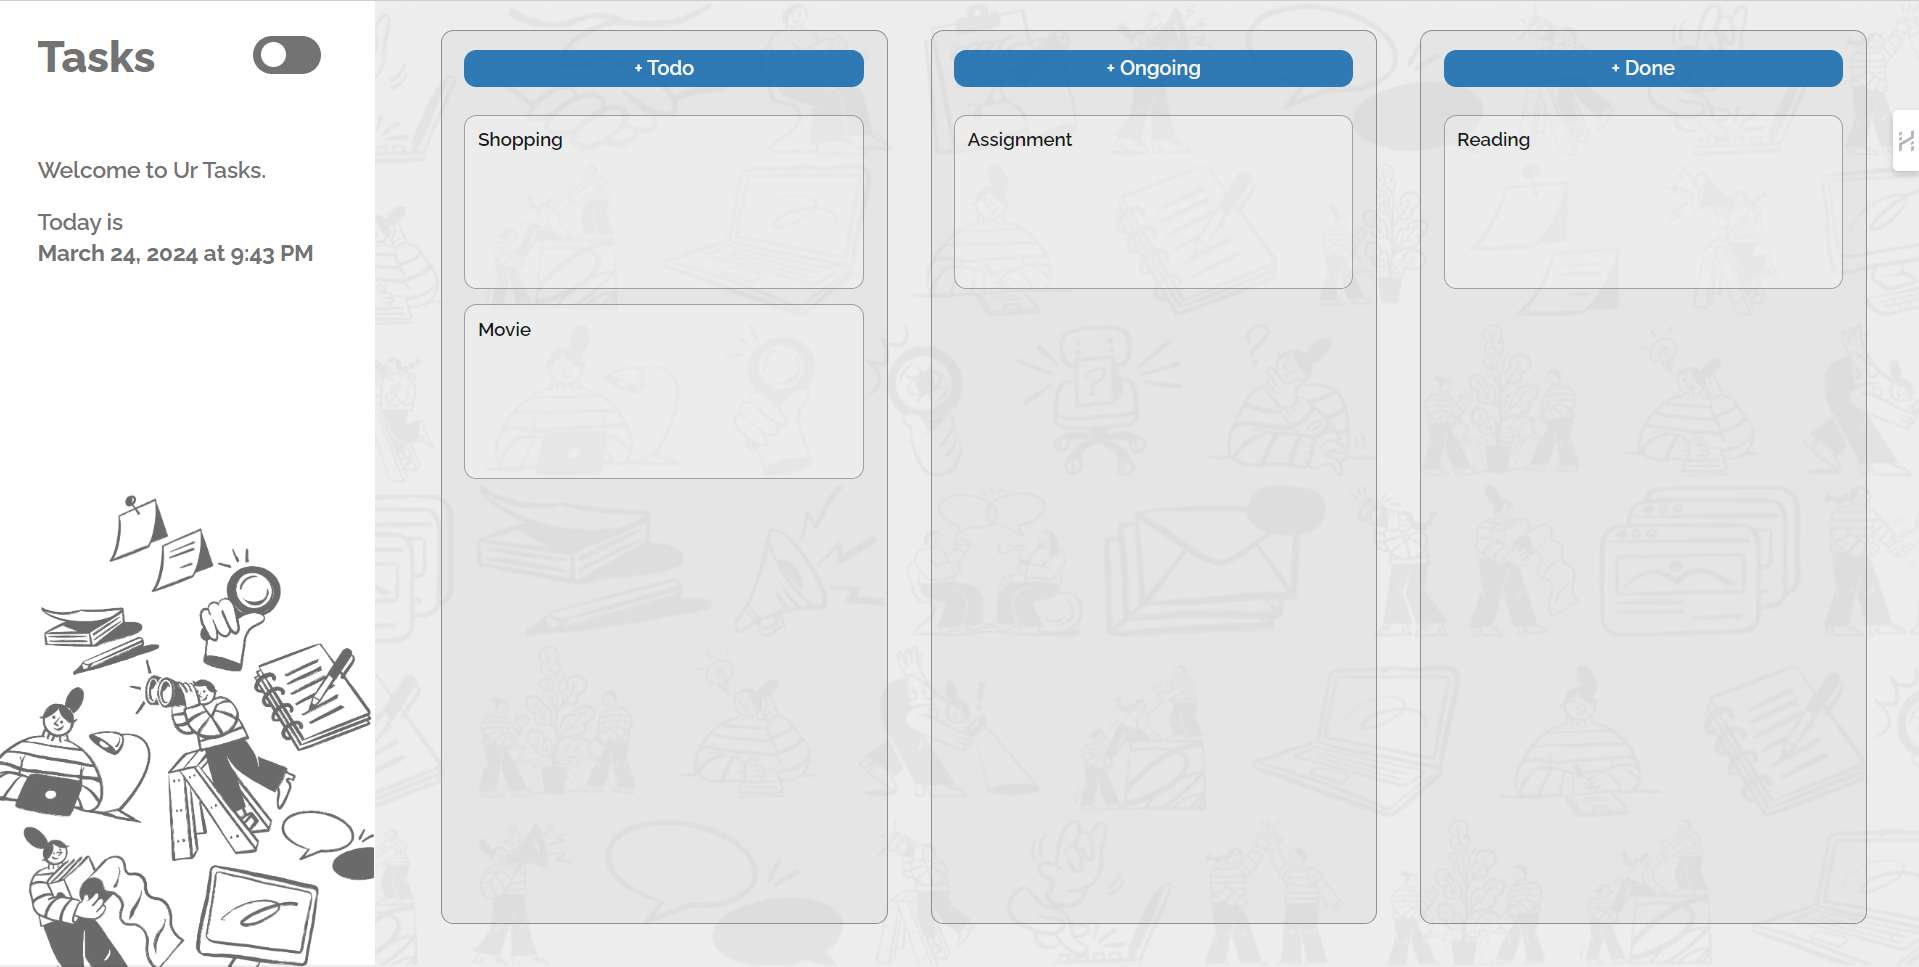 Tasks
Welcome to Ur Tasks.
Today is
March 24, 2024 at 9:43 PM
+ Todo
Shopping
Movie
+ Ongoing
Assignment
+ Done
Reading